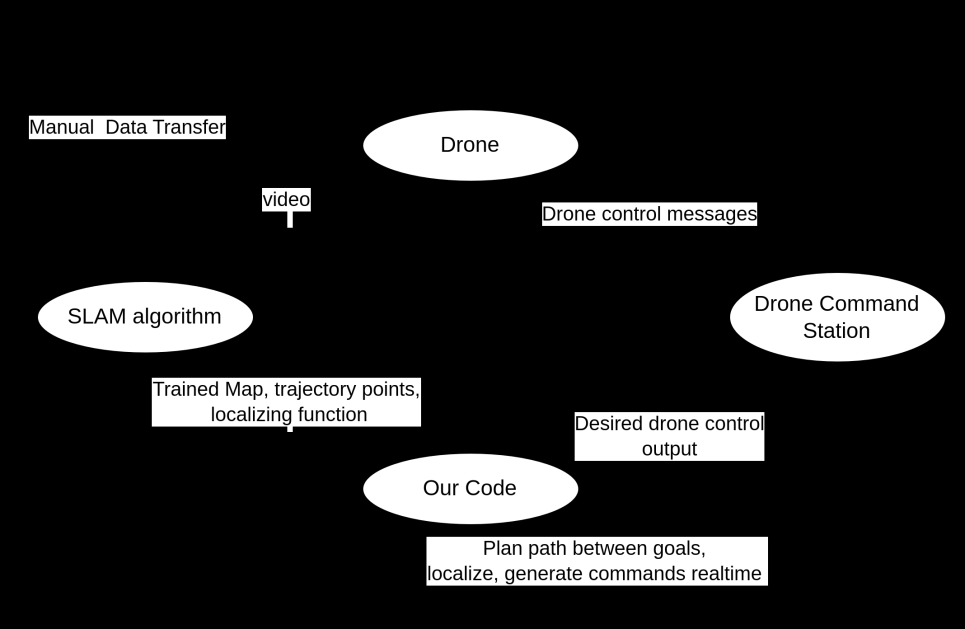 Manual  Data Transfer
Drone
video
Drone control messages
SLAM algorithm
Drone Command
Station
Trained Map, trajectory points,
localizing function
Desired drone control
output
Our Code
Plan path between goals,
localize, generate commands realtime